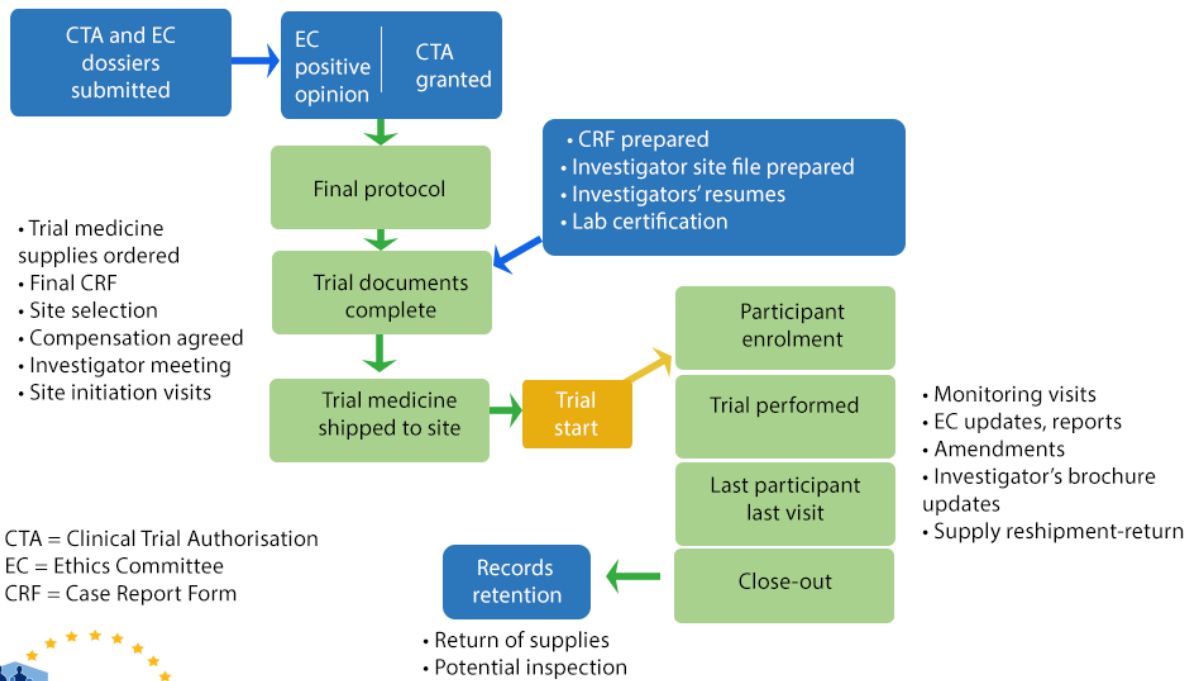 CTA and EC
dossiers
submitted
EC
positive
opinion
CTA
granted
• CRF prepared
• Investigator site file prepared
• Investigators' resumes
• Lab certification
Final protocol
• Trial medicine
supplies ordered
• Final CRF
• Site selection
• Compensation agreed
• Investigator meeting
• Site initiation visits
Trial documents
complete
Trial medicine
shipped to site
Trial
start
Participant
enrolment
Trial performed
Last participant
last visit
Close-out
• Monitoring visits
• EC updates, reports
• Amendments
• Investigator's brochure
updates
• Supply reshipment-return
Records
retention
• Return of supplies
• Potential inspection
CTA = Clinical Trial Authorisation
EC = Ethics Committee
CRF = Case Report Form